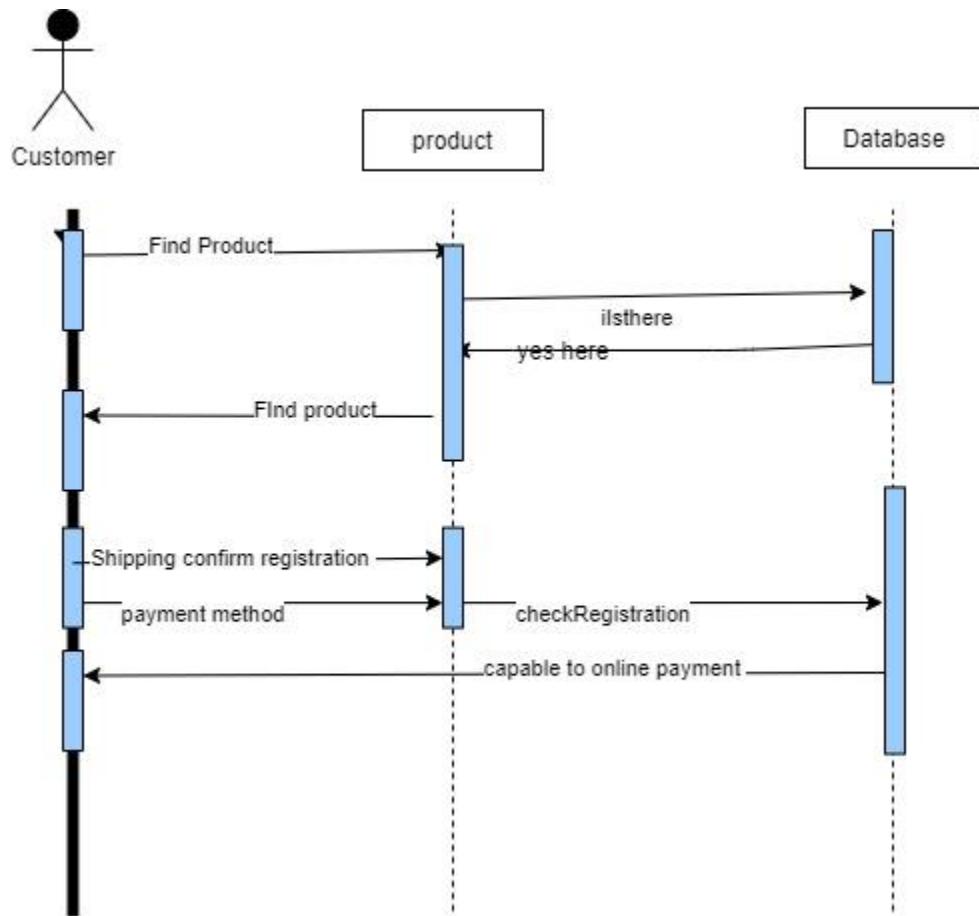 Customer
product
Database
Find Product
ilsthere
yes here
FInd product
Shipping confirm registration
payment method
checkRegistration
capable to online payment